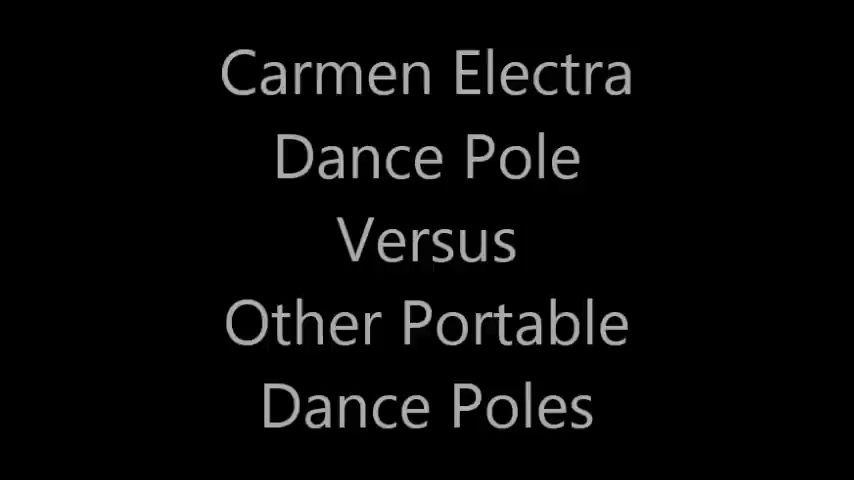 Carmen Electra
Dance Pole
Versus
Other Portable
Dance Poles